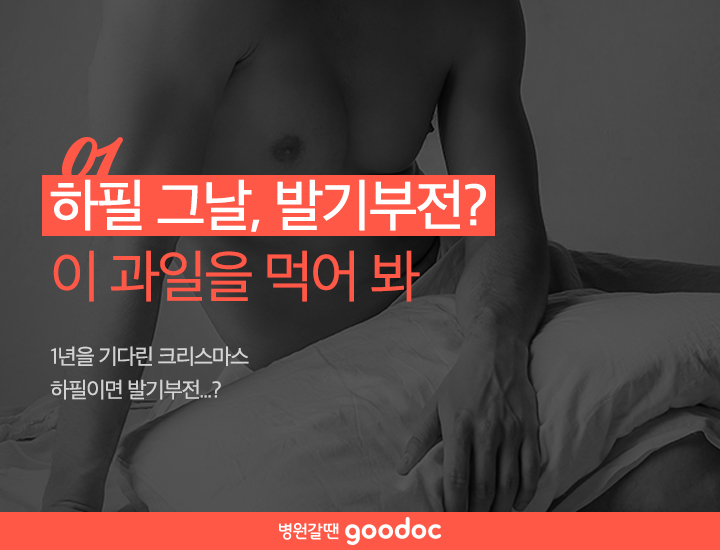 01
하필 그날, 발기부전?
이 과일을 먹어 봐
1년을 기다린 크리스마스
하필이면 발기부전...?
병원갈땐 goodoc